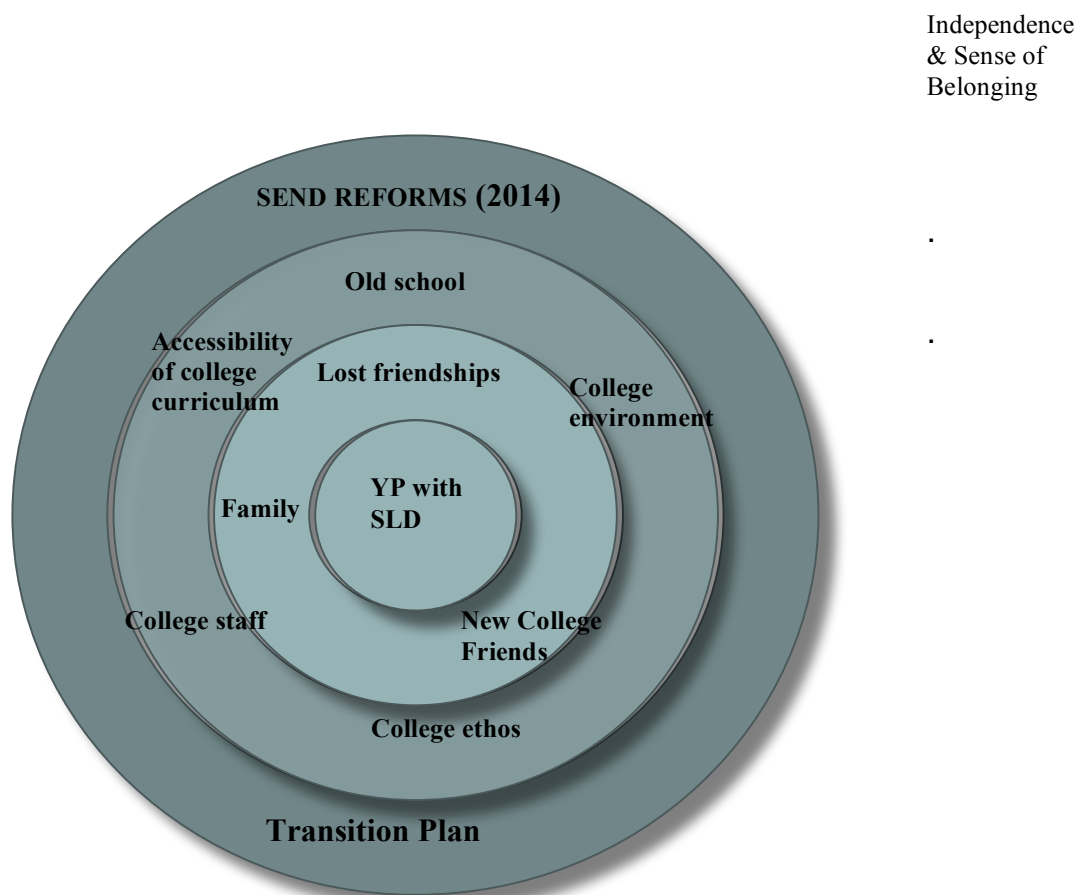 Independence
& Sense of
Belonging
SEND REFORMS (2014)
.
Old school
Accessibility
of college
curriculum
.
Lost friendships
College
environment
YP with
SLD
Family
College staff
New College
Friends
College ethos
Transition Plan